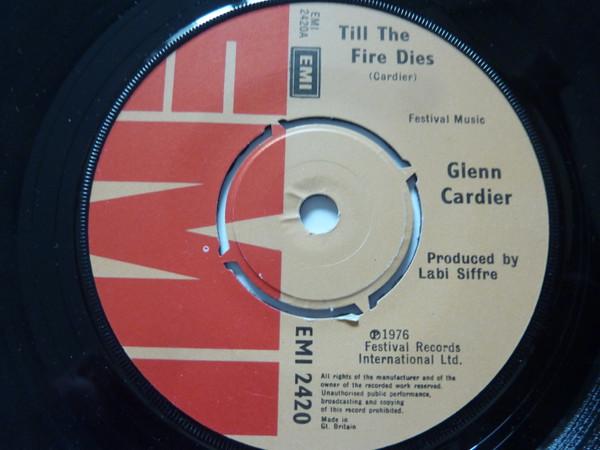 EMI
2420A
EMI
Till The
Fire Dies
(Cardier)
Festival Music
Glenn
Cardier
Produced by
Labi Siffre
℗1976
Festival Records
International Ltd.
EMI 2420
All rights of the manufacturer and of the
owner of the recorded work reserved.
Unauthorised public performance,
broadcasting and copying
of this record prohibited.
Made in
Gt. Britain
EMI